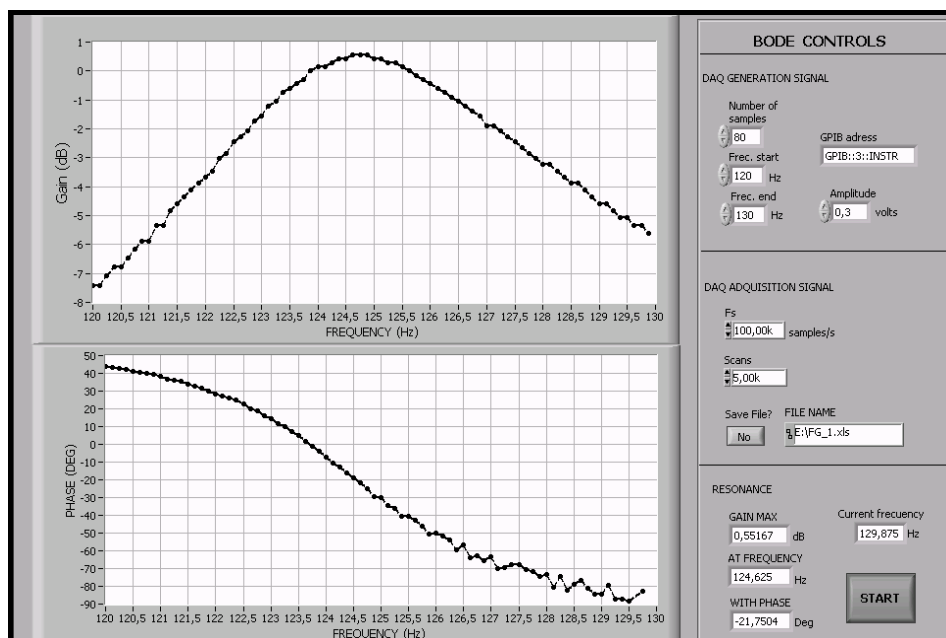 Gain (dB)
1
0
-1
-2
-3
-4
-5
-6
-7
-8
120 120,5 121 121,5 122 122,5 123 123,5 124 124,5 125 125,5 126 126,5 127 127,5 128 128,5 129 129,5 130
FREQUENCY (Hz)
PHASE (DEG)
50
40
30
20
10
0
-10
-20
-30
-40
-50
-60
-70
-80
-90
120 120,5 121 121,5 122 122,5 123 123,5 124 124,5 125 125,5 126 126,5 127 127,5 128 128,5 129 129,5 130
FREQUENCY (Hz)
BODE CONTROLS
DAQ GENERATION SIGNAL
Number of
samples
80
GPIB adress
GPIB::3::INSTR
Frec. start
120 Hz
Frec. end
130 Hz
Amplitude
0,3 volts
DAQ ADQUISITION SIGNAL
Fs
100,00k samples/s
Scans
5,00k
Save File?
No
FILE NAME
E:\FG_1.xls
RESONANCE
GAIN MAX
0,55167 dB
Current frecuency
129,875 Hz
AT FREQUENCY
124,625 Hz
WITH PHASE
-21,7504 Deg
START